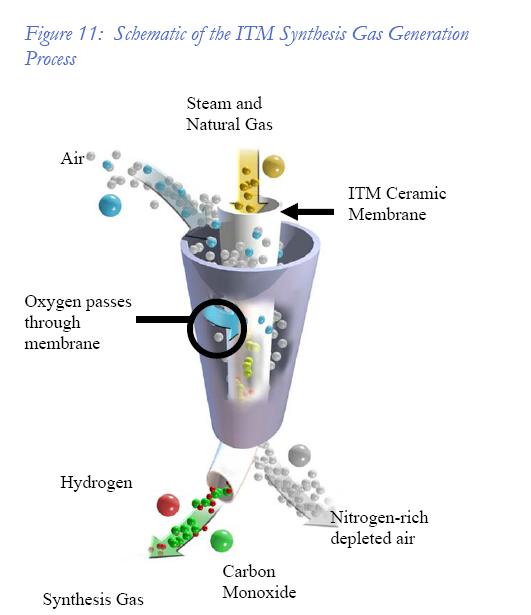 Figure 11: Schematic of the ITM Synthesis Gas Generation
Process
Steam and
Natural Gas
Air
ITM Ceramic
Membrane
Oxygen passes
through
membrane
Hydrogen
Nitrogen-rich
depleted air
Carbon
Monoxide
Synthesis Gas